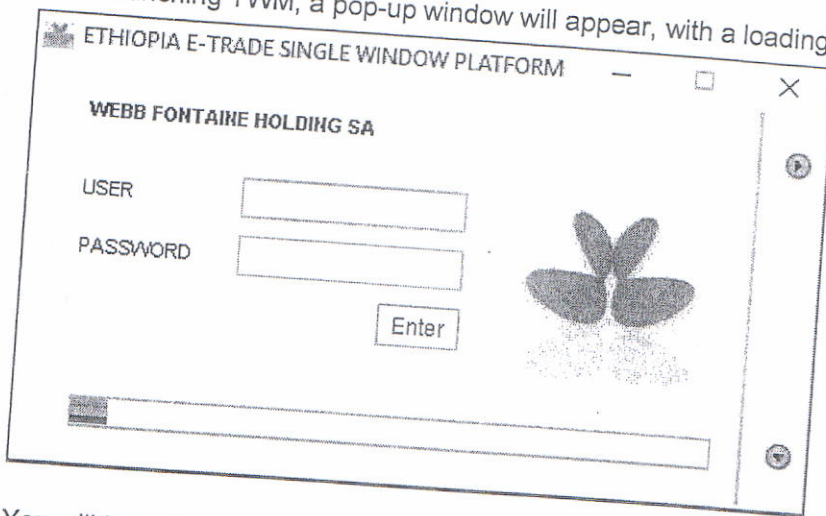 TWM, a pop-up window will appear, with a loading
ETHIOPIA E-TRADE SINGLE WINDOW PLATFORM
WEBB FONTAINE HOLDING SA
USER
PASSWORD
Enter